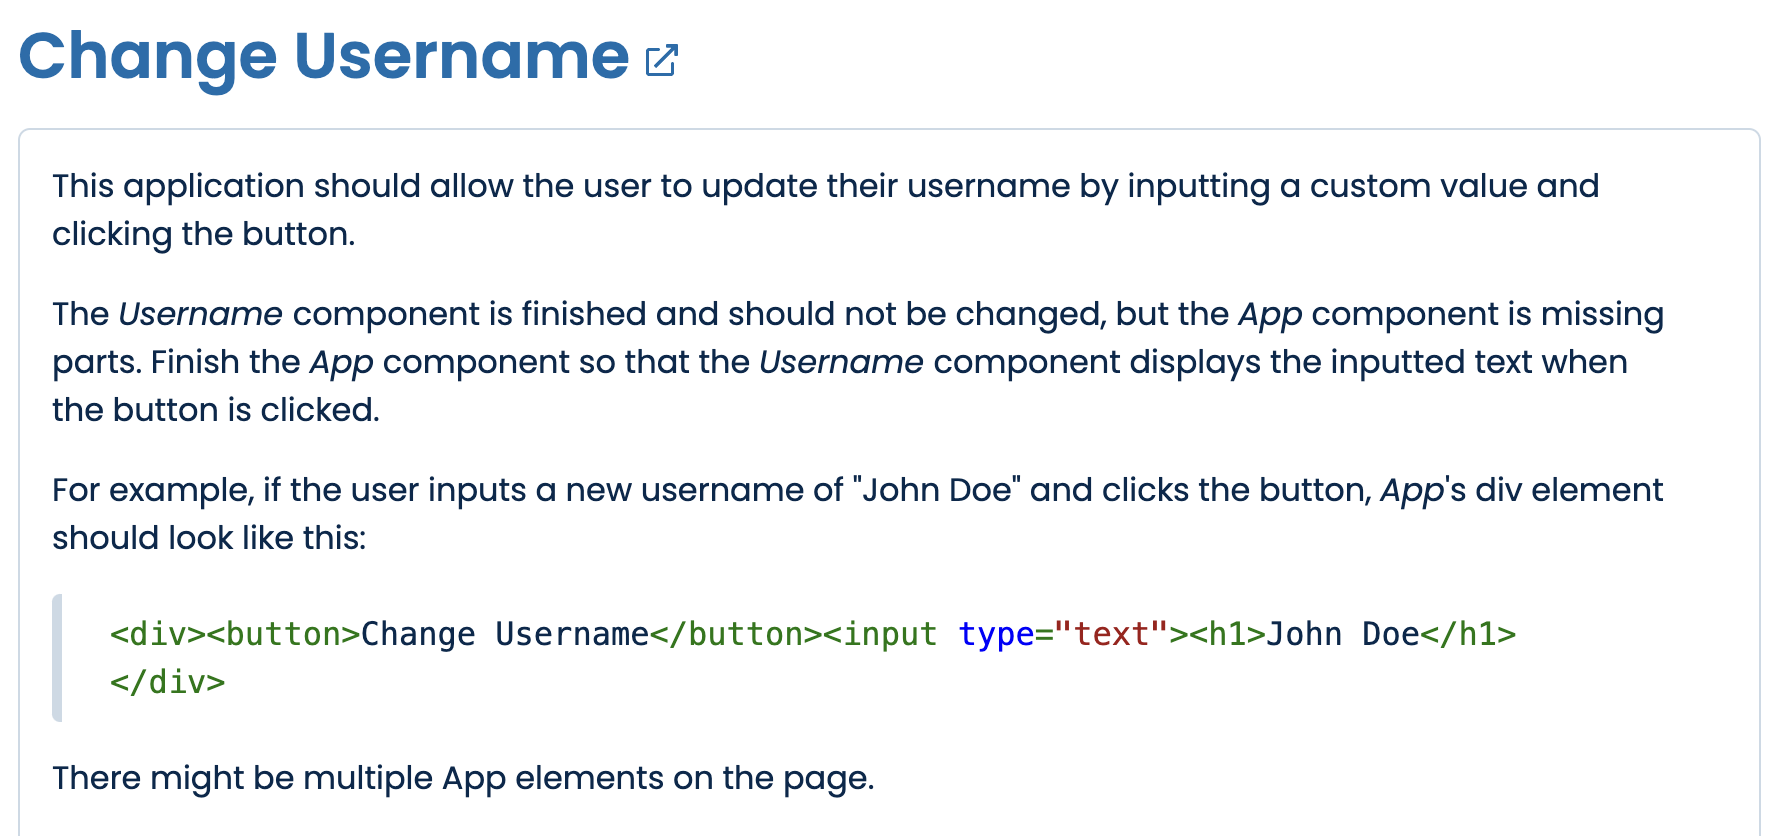 Change Username
This application should allow the user to update their username by inputting a custom value and
clicking the button.
The Username component is finished and should not be changed, but the App component is missing
parts. Finish the App component so that the Username component displays the inputted text when
the button is clicked.
For example, if the user inputs a new username of "John Doe" and clicks the button, App's div element
should look like this:
<div><button>Change Username</button><input type="text"><h1>John Doe</h1>
</div>
There might be multiple App elements on the page.